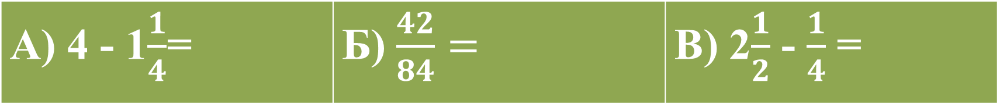 А) 4 - 1 1/4=
Б) 42/84 =
В) 2 1/2 - 1/4 =